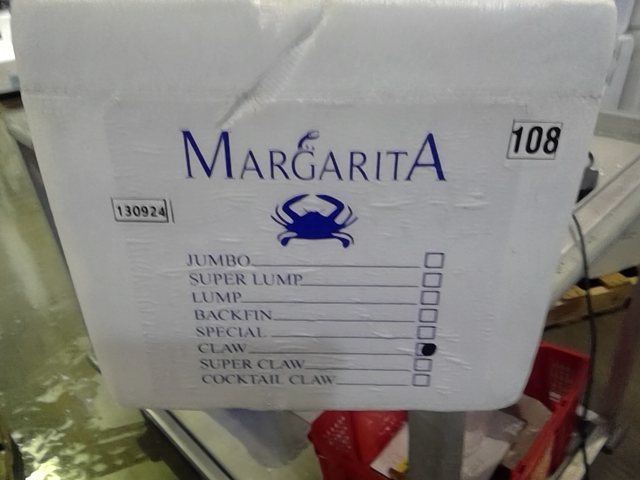 MARGARITA
108
130924
JUMBO
SUPER LUMP
LUMP
BACKFIN
SPECIAL
CLAW
SUPER CLAW
COCKTAIL CLAW